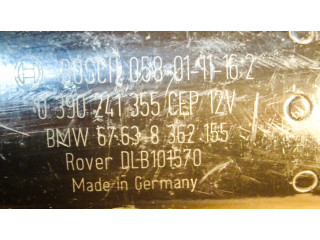 BOSCH 058-01-11-16.2
0 390 241 355 CEP 12V
BMW 67.63-8 362 155
Rover DLB101570
Made in Germany